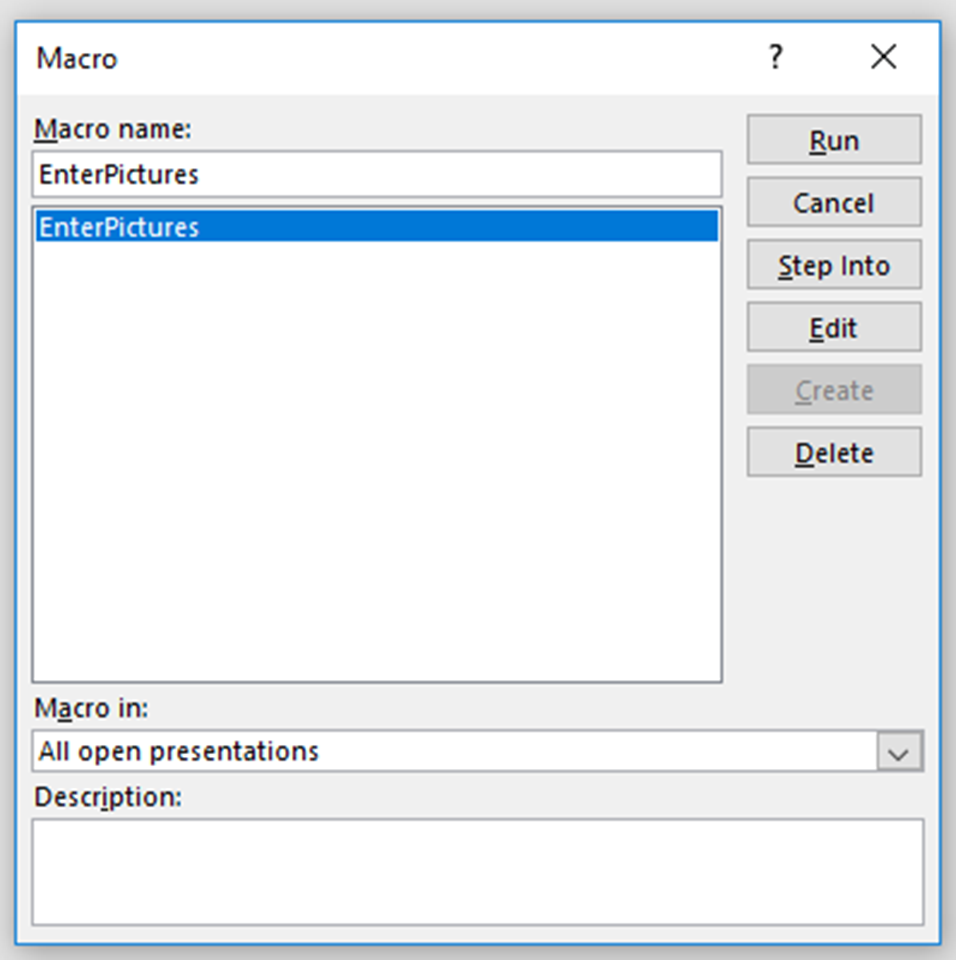 Macro ?
Macro name:
EnterPictures
EnterPictures
Run
Cancel
Step Into
Edit
Create
Delete
Macro in:
All open presentations
Description: